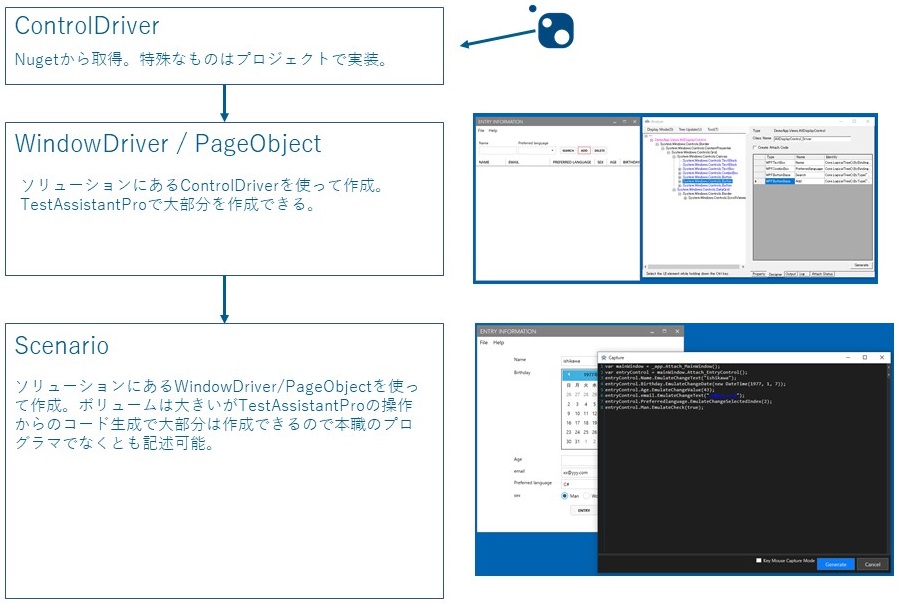 ControlDriver
Nugetから取得。特殊なものはプロジェクトで実装。
WindowDriver / PageObject
ソリューションにあるControlDriverを使って作成。
TestAssistantProで大部分を作成できる。
ENTRY INFORMATION
File Help
Name
Preferred language
SEARCH ADD DELETE
NAME EMAIL PREFERRED LANGUAGE SEX AGE BIRTHDAY
Display Mode(D) Tree Update(U) Tool(T)
Type
Class Name
Create Attach Code
Type Name Identify
Select the UI element while holding down the Ctrl key.
Property Designer Output Log Attach Status
Generate
Scenario
ソリューションにあるWindowDriver/PageObjectを使っ
て作成。ボリュームは大きいがTestAssistantProの操作
からのコード生成で大部分は作成できるので本職のプロ
グラマでなくとも記述可能。
ENTRY INFORMATION
File Help
Name
ishikawa
Birthday
日 月 火
26 27 28
2 3 4 5
9 10 11 12
16 17 18 19
23 24 25 26
30 31 1
Age
email
xx@yyy.com
Preferred language
C#
sex
Man
ENTRY
Capture
var mainWindow = _app.Attach_MainWindow();
var entryControl = mainWindow.Attach_EntryControl();
entryControl.Name.EmulateChangeText("ishikawa");
entryControl.Birthday.EmulateChangeDate(new DateTime(1977, 1, 7));
entryControl.Age.EmulateChangeValue(43);
entryControl.email.EmulateChangeText("
entryControl.Preferredlanguage.EmulateChangeSelectedIndex(2);
entryControl.Man.EmulateCheck(true);
Key Mouse Capture Mode
Generate
Cancel